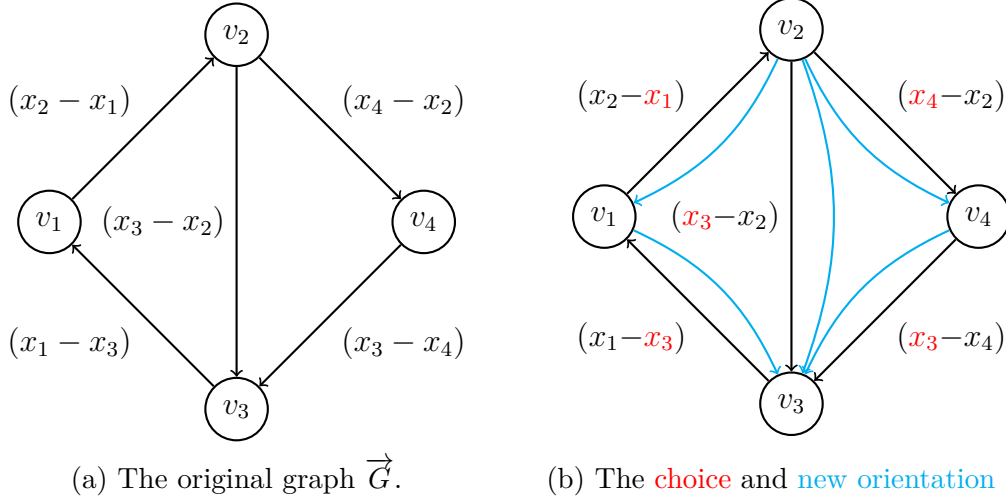 v₂
(x₂ − x₁)
(x₄ − x₂)
v₁
(x₃ − x₂)
v₄
(x₁ − x₃)
(x₃ − x₄)
v₃
(a) The original graph $\overrightarrow{G}$.
v₂
(x₂−x₁)
(x₄−x₂)
v₁
(x₃−x₂)
v₄
(x₁−x₃)
(x₃−x₄)
v₃
(b) The choice and new orientation